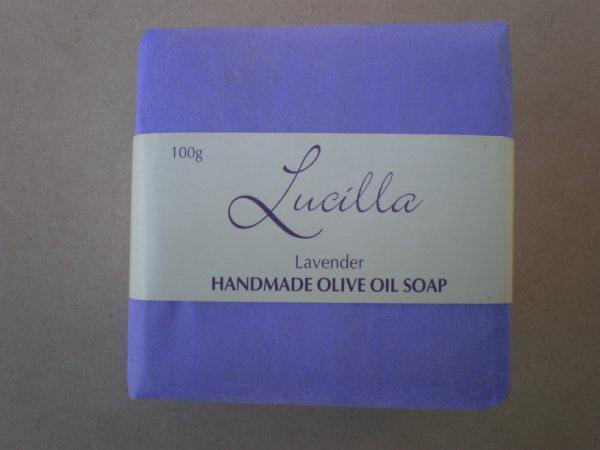 100g
Lucilla
Lavender
HANDMADE OLIVE OIL SOAP